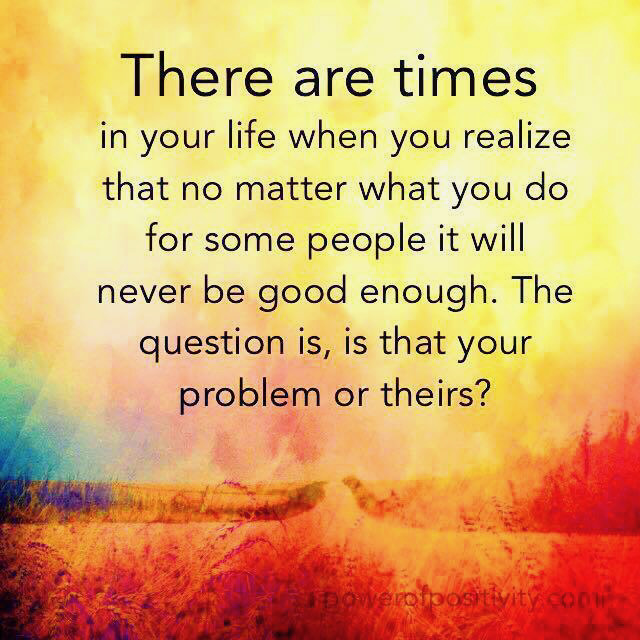 There are times
in your life when you realize
that no matter what you do
for some people it will
never be good enough. The
question is, is that your
problem or theirs?
powerofpositivity.com